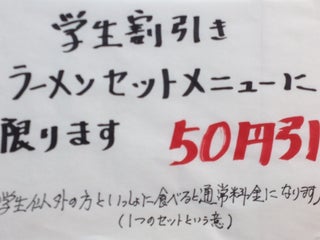 学生割引き
ラーメンセットメニューに
限ります 50円引
学生以外の方といっしょに食べると通常料金になります
(1つのセットという意)